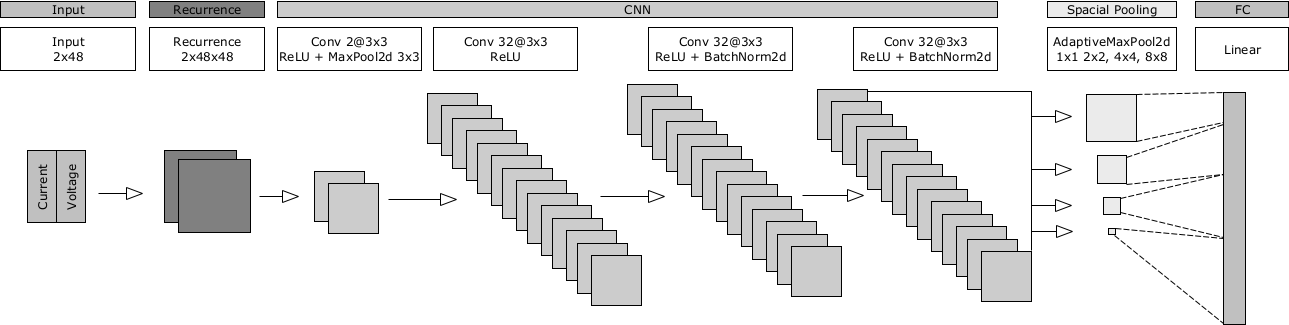 Input
Recurrence
CNN
Spacial Pooling
FC
Input
2x48
Recurrence
2x48x48
Conv 2@3x3
ReLU + MaxPool2d 3x3
Conv 32@3x3
ReLU
Conv 32@3x3
ReLU + BatchNorm2d
Conv 32@3x3
ReLU + BatchNorm2d
AdaptiveMaxPool2d
1x1 2x2, 4x4, 8x8
Linear
Current
Voltage